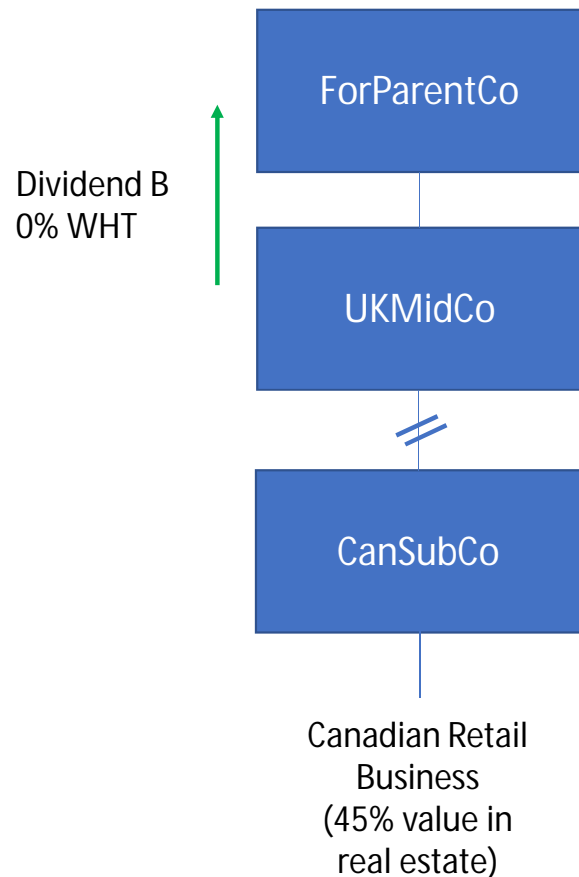 ForParentCo
Dividend B
0% WHT
UKMidCo
CanSubCo
Canadian Retail
Business
(45% value in
real estate)